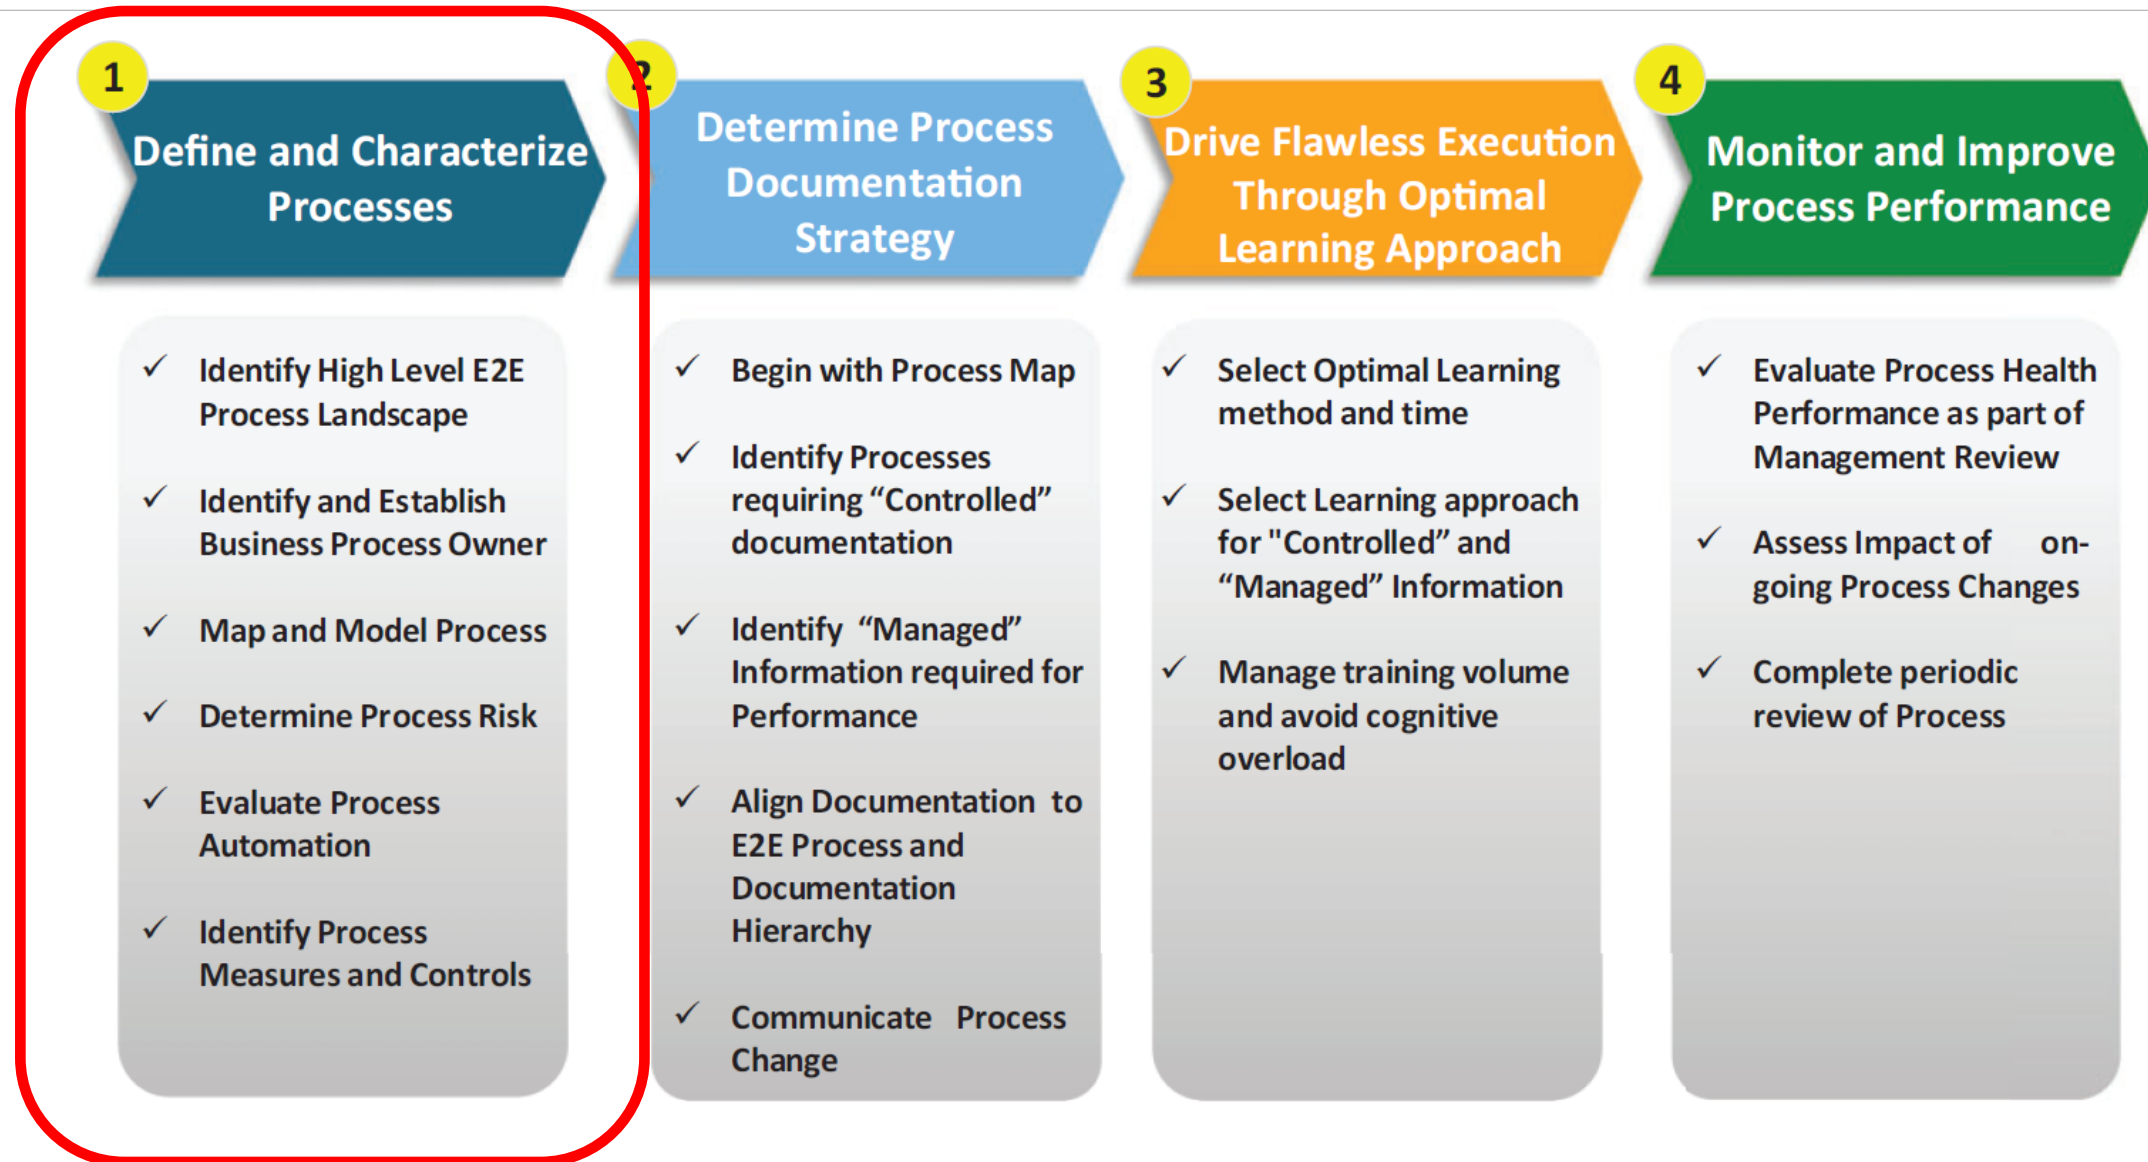 1
Define and Characterize
Processes
✓ Identify High Level E2E
Process Landscape
✓ Identify and Establish
Business Process Owner
✓ Map and Model Process
✓ Determine Process Risk
✓ Evaluate Process
Automation
✓ Identify Process
Measures and Controls
2
Determine Process
Documentation
Strategy
✓ Begin with Process Map
✓ Identify Processes
requiring “Controlled”
documentation
✓ Identify “Managed”
Information required for
Performance
✓ Align Documentation to
E2E Process and
Documentation
Hierarchy
✓ Communicate Process
Change
3
Drive Flawless Execution
Through Optimal
Learning Approach
✓ Select Optimal Learning
method and time
✓ Select Learning approach
for "Controlled” and
“Managed” Information
✓ Manage training volume
and avoid cognitive
overload
4
Monitor and Improve
Process Performance
✓ Evaluate Process Health
Performance as part of
Management Review
✓ Assess Impact of on-
going Process Changes
✓ Complete periodic
review of Process